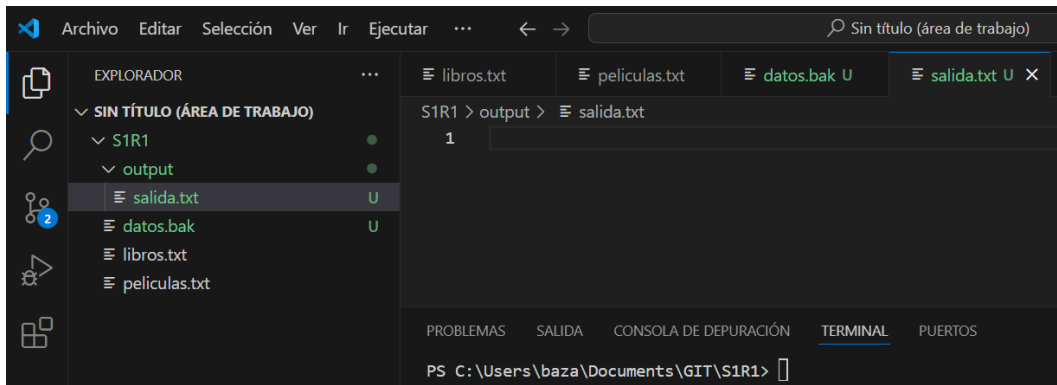 Archivo Editar Selección Ver Ir Ejecutar ··· Sin título (área de trabajo)
EXPLORADOR ···
SIN TÍTULO (ÁREA DE TRABAJO)
S1R1
output
salida.txt U
datos.bak U
libros.txt
peliculas.txt
2
libros.txt peliculas.txt datos.bak U salida.txt U
S1R1 > output > salida.txt
1
PROBLEMAS SALIDA CONSOLA DE DEPURACIÓN TERMINAL PUERTOS
PS C:\Users\baza\Documents\GIT\S1R1>